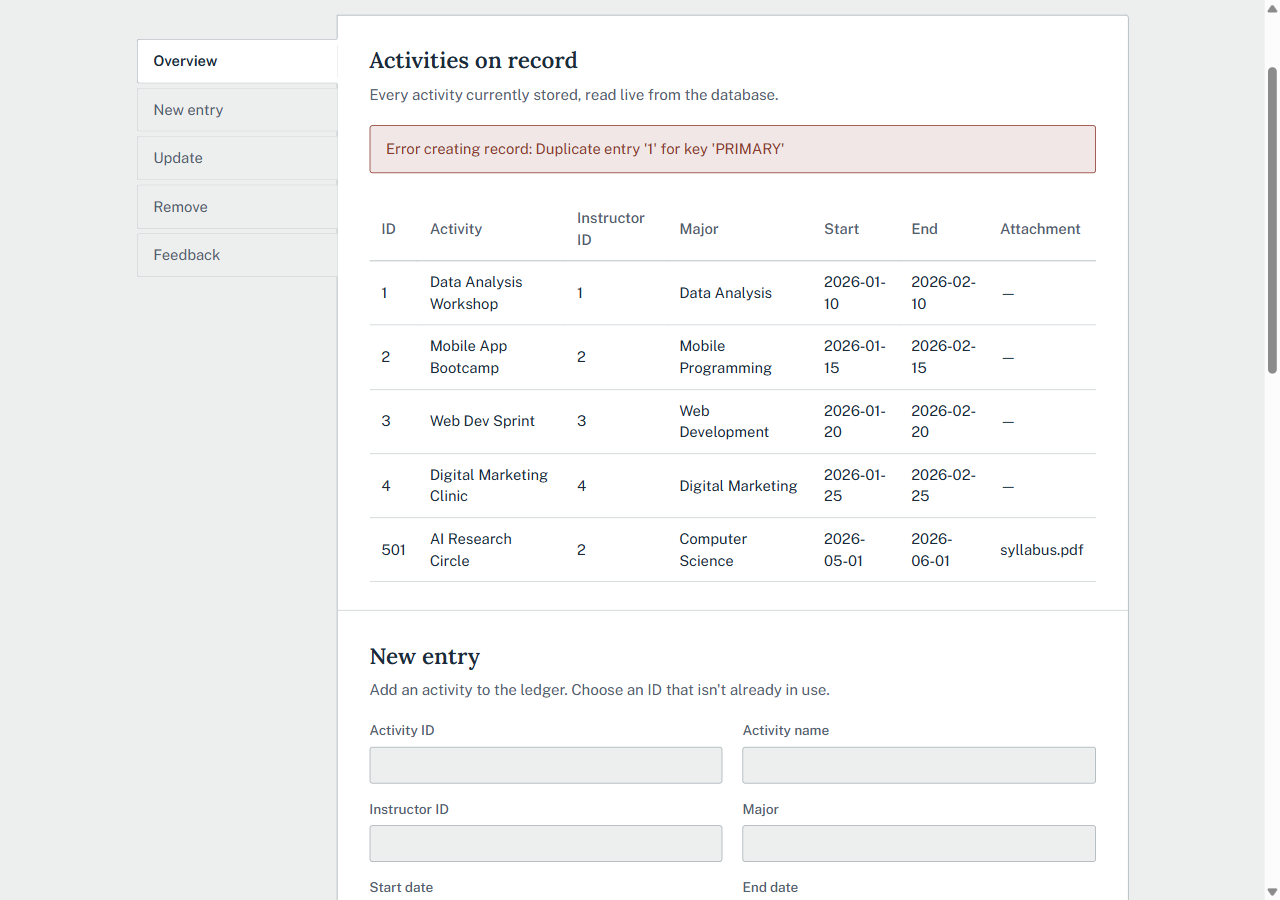 Overview
New entry
Update
Remove
Feedback
Activities on record
Every activity currently stored, read live from the database.
Error creating record: Duplicate entry '1' for key 'PRIMARY'
ID Activity Instructor ID Major Start End Attachment
1 Data Analysis Workshop 1 Data Analysis 2026-01-10 2026-02-10 —
2 Mobile App Bootcamp 2 Mobile Programming 2026-01-15 2026-02-15 —
3 Web Dev Sprint 3 Web Development 2026-01-20 2026-02-20 —
4 Digital Marketing Clinic 4 Digital Marketing 2026-01-25 2026-02-25 —
501 AI Research Circle 2 Computer Science 2026-05-01 2026-06-01 syllabus.pdf
New entry
Add an activity to the ledger. Choose an ID that isn't already in use.
Activity ID Activity name
Instructor ID Major
Start date End date